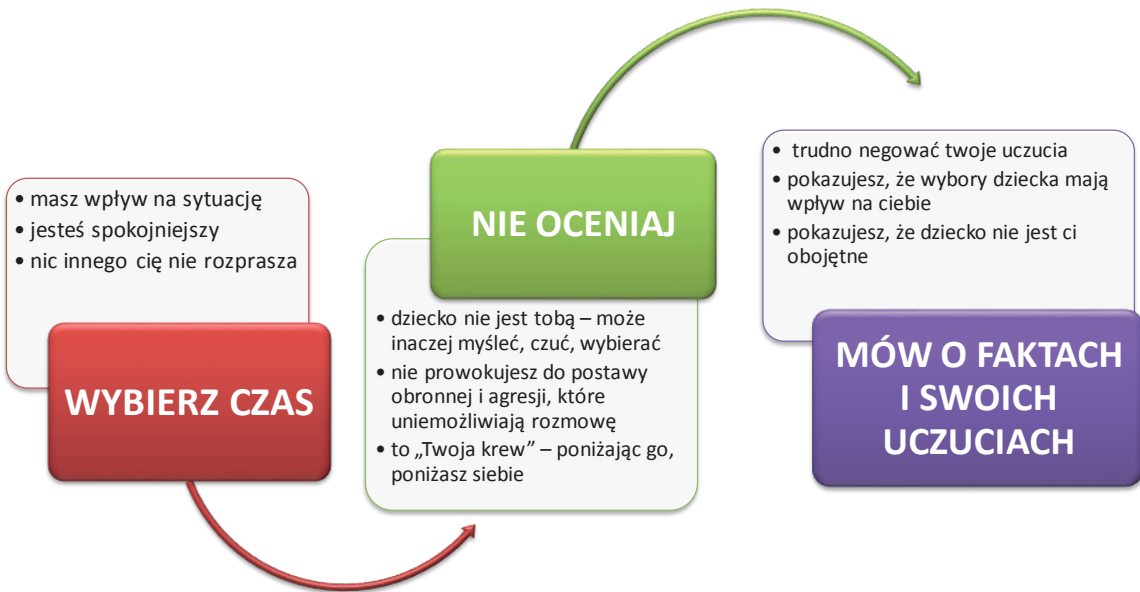 • masz wpływ na sytuację
• jesteś spokojniejszy
• nic innego cię nie rozprasza
WYBIERZ CZAS
NIE OCENIAJ
• dziecko nie jest tobą – może
inaczej myśleć, czuć, wybierać
• nie prowokujesz do postawy
obronnej i agresji, które
uniemożliwiają rozmowę
• to „Twoja krew” – poniżając go,
poniżasz siebie
• trudno negować twoje uczucia
• pokazujesz, że wybory dziecka mają
wpływ na ciebie
• pokazujesz, że dziecko nie jest ci
obojętne
MÓW O FAKTACH
I SWOICH
UCZUCIACH